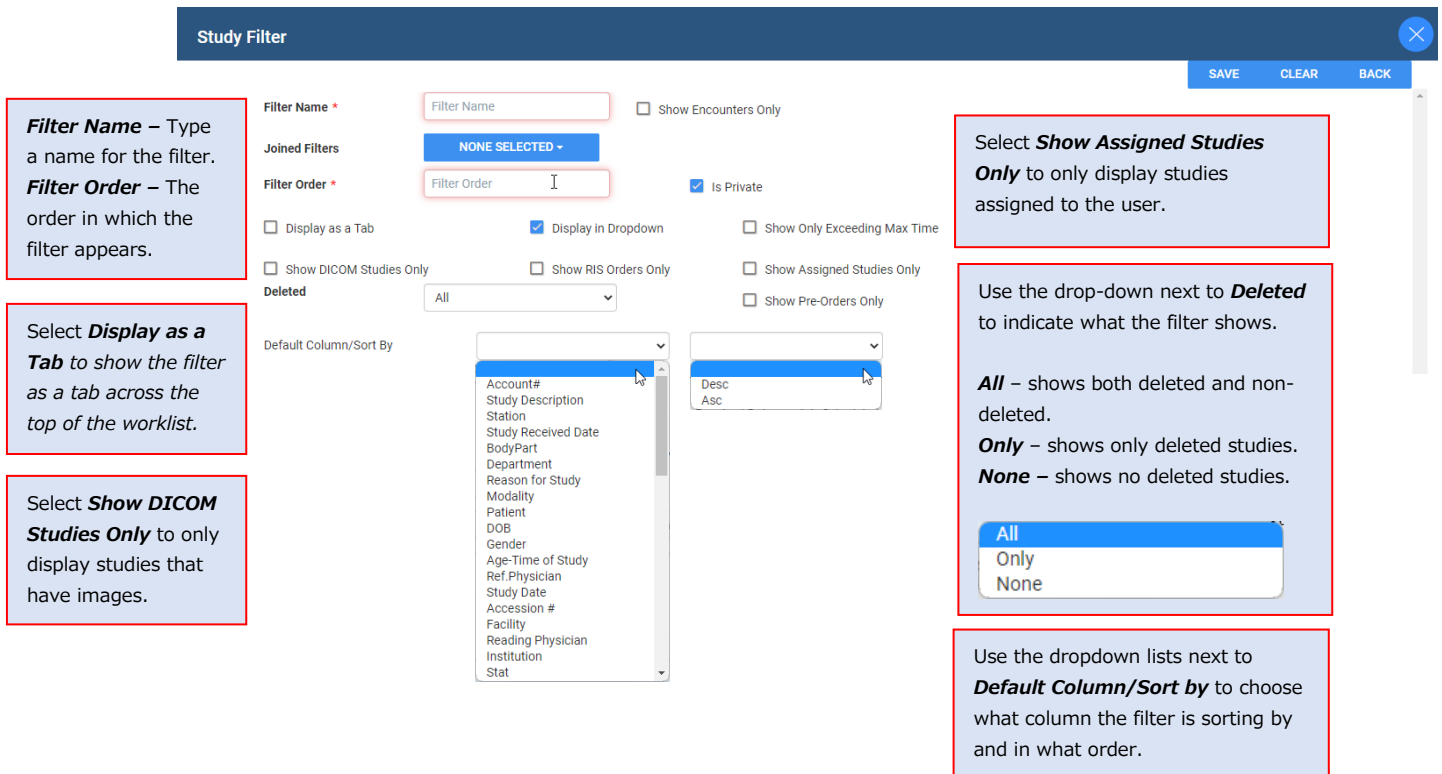 Study Filter
SAVE CLEAR BACK
Filter Name – Type
a name for the filter.
Filter Order – The
order in which the
filter appears.
Select Display as a
Tab to show the filter
as a tab across the
top of the worklist.
Select Show DICOM
Studies Only to only
display studies that
have images.
Filter Name * Filter Name Show Encounters Only
Joined Filters NONE SELECTED
Filter Order * Filter Order Is Private
Display as a Tab Display in Dropdown Show Only Exceeding Max Time
Show DICOM Studies Only Show RIS Orders Only Show Assigned Studies Only
Deleted All Show Pre-Orders Only
Default Column/Sort By
Account#
Study Description
Station
Study Received Date
BodyPart
Department
Reason for Study
Modality
Patient
DOB
Gender
Age-Time of Study
Ref.Physician
Study Date
Accession #
Facility
Reading Physician
Institution
Stat
Desc
Asc
Select Show Assigned Studies
Only to only display studies
assigned to the user.
Use the drop-down next to Deleted
to indicate what the filter shows.
All – shows both deleted and non-
deleted.
Only – shows only deleted studies.
None – shows no deleted studies.
All
Only
None
Use the dropdown lists next to
Default Column/Sort by to choose
what column the filter is sorting by
and in what order.